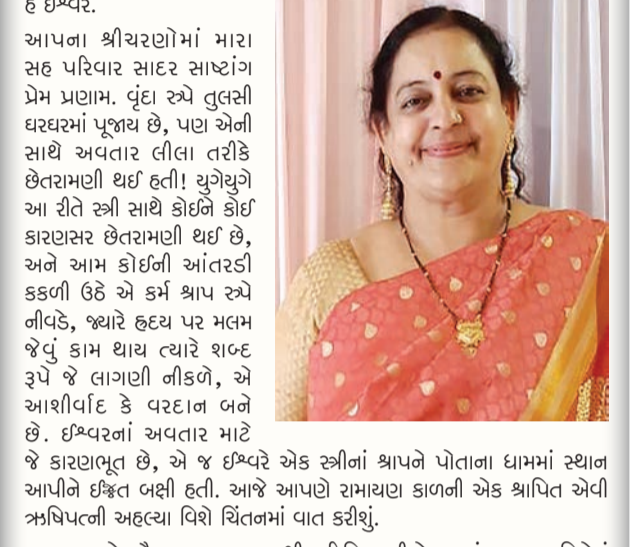 હે ઈશ્વર.
આપના શ્રીચરણોમાં મારા
સહ પરિવાર સાદર સાષ્ટાંગ
પ્રેમ પ્રણામ. વૃંદા રૂપે તુલસી
ઘરઘરમાં પૂજાય છે, પણ એની
સાથે અવતાર લીલા તરીકે
છેતરામણી થઈ હતી! યુગેયુગે
આ રીતે સ્ત્રી સાથે કોઈને કોઈ
કારણસર છેતરામણી થઈ છે,
અને આમ કોઈની આંતરડી
કકળી ઉઠે એ કર્મ શ્રાપ રૂપે
નીવડે, જ્યારે હ્રદય પર મલમ
જેવું કામ થાય ત્યારે શબ્દ
રૂપે જે લાગણી નીકળે, એ
આશીર્વાદ કે વરદાન બને
છે. ઈશ્વરનાં અવતાર માટે
જે કારણભૂત છે, એ જ ઈશ્વરે એક સ્ત્રીનાં શ્રાપને પોતાના ધામમાં સ્થાન
આપીને ઈજ્જત બક્ષી હતી. આજે આપણે રામાયણ કાળની એક શ્રાપિત એવી
ઋષિપત્ની અહલ્યા વિશે ચિંતનમાં વાત કરીશું.